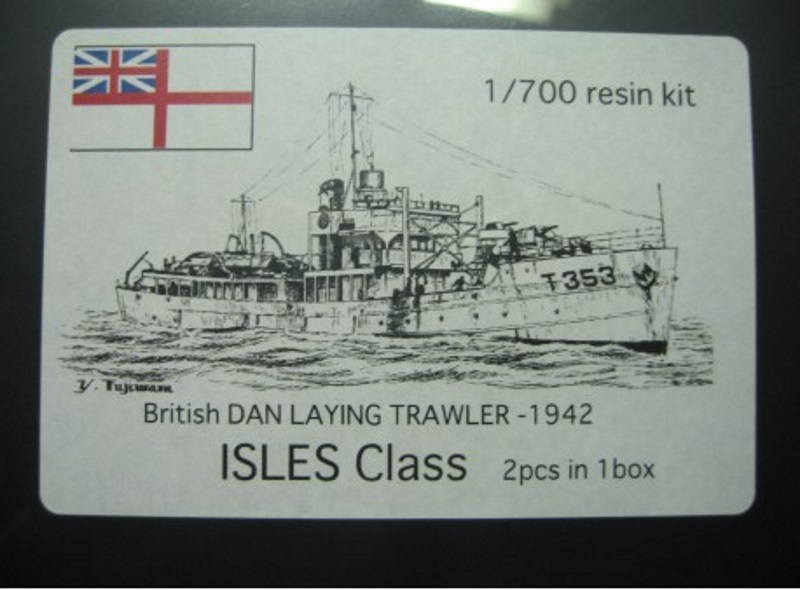 1/700 resin kit
T353
Y. Fujiwara
British DAN LAYING TRAWLER -1942
ISLES Class 2pcs in 1box